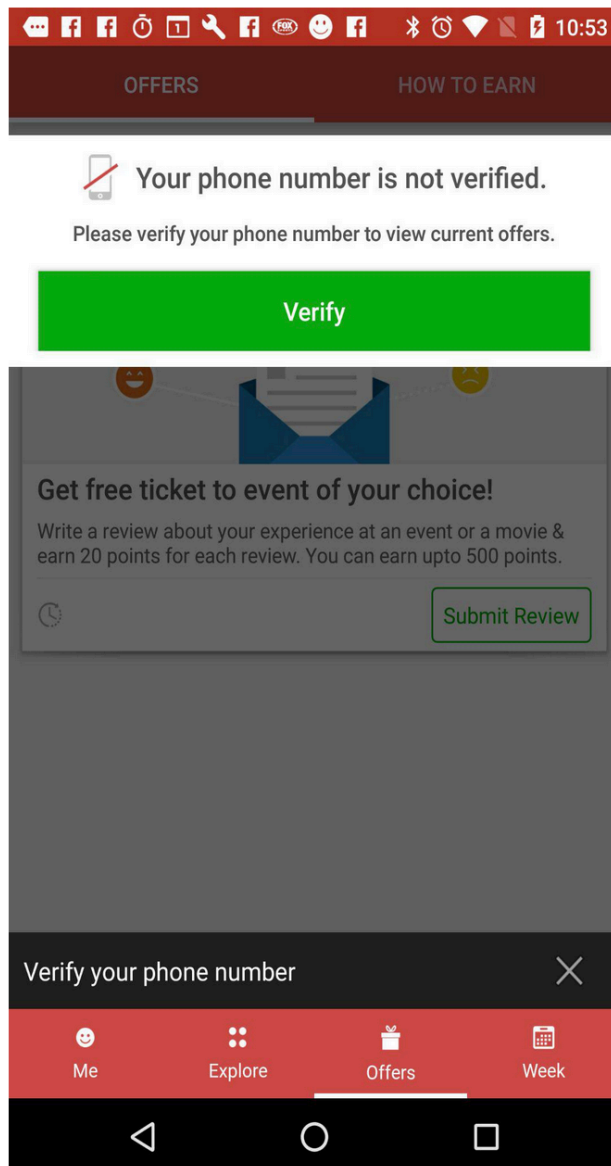 10:53
OFFERS
HOW TO EARN
Your phone number is not verified.
Please verify your phone number to view current offers.
Verify
Get free ticket to event of your choice!
Write a review about your experience at an event or a movie &
earn 20 points for each review. You can earn upto 500 points.
Submit Review
Verify your phone number
Me
Explore
Offers
Week